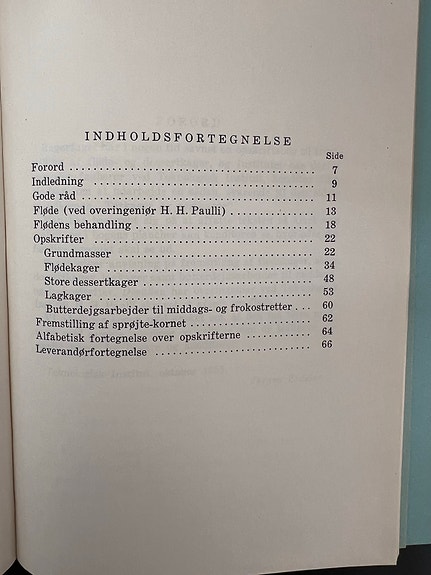 INDHOLDSFORTEGNELSE
Side
Forord ........................................ 7
Indledning .................................... 9
Gode råd ...................................... 11
Fløde (ved overingeniør H. H. Paulli) ............... 13
Flødens behandling ............................ 18
Opskrifter .................................... 22
Grundmasser ................................... 22
Flødekager .................................... 34
Store dessertkager ............................ 48
Lagkager ...................................... 53
Butterdejgsarbejder til middags- og frokostretter ... 60
Fremstilling af sprøjte-kornet ................ 62
Alfabetisk fortegnelse over opskrifterne ............ 64
Leverandørfortegnelse ......................... 66